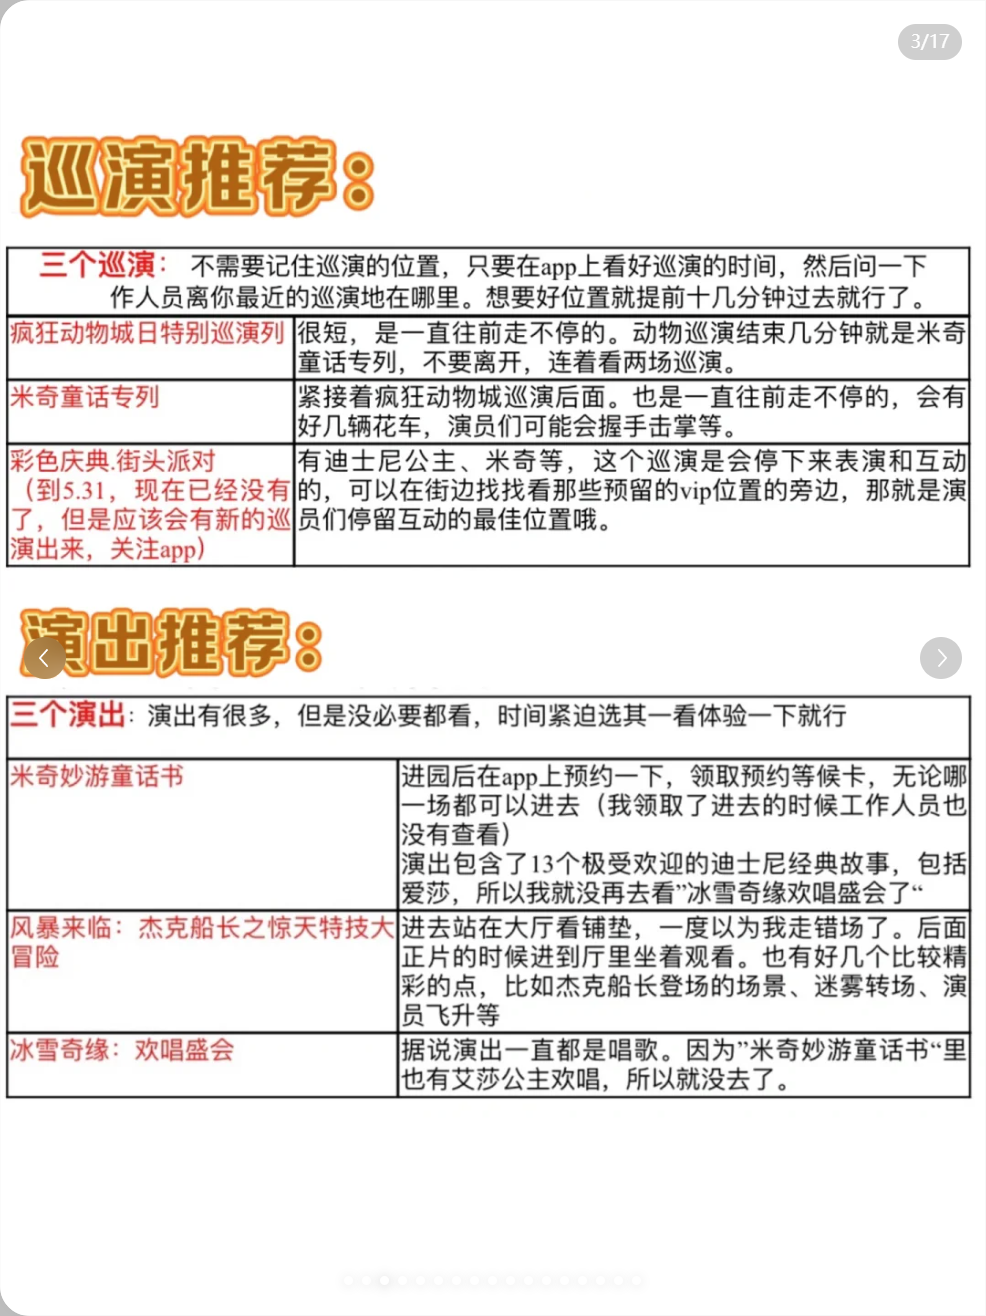 3/17
巡演推荐：
三个巡演： 不需要记住巡演的位置，只要在app上看好巡演的时间，然后问一下
作人员离你最近的巡演地在哪里。想要好位置就提前十几分钟过去就行了。
疯狂动物城日特别巡演列
很短，是一直往前走不停的。动物巡演结束几分钟就是米奇
童话专列，不要离开，连着看两场巡演。
米奇童话专列
紧接着疯狂动物城巡演后面。也是一直往前走不停的，会有
好几辆花车，演员们可能会握手击掌等。
彩色庆典.街头派对
（到5.31，现在已经没有
了，但是应该会有新的巡
演出来，关注app）
有迪士尼公主、米奇等，这个巡演是会停下来表演和互动
的，可以在街边找找看那些预留的vip位置的旁边，那就是演
员们停留互动的最佳位置哦。
演出推荐：
三个演出：演出有很多，但是没必要都看，时间紧迫选其一看体验一下就行
米奇妙游童话书
进园后在app上预约一下，领取预约等候卡，无论哪
一场都可以进去（我领取了进去的时候工作人员也
没有查看）
演出包含了13个极受欢迎的迪士尼经典故事，包括
爱莎，所以我就没再去看”冰雪奇缘欢唱盛会了“
风暴来临：杰克船长之惊天特技大
冒险
进去站在大厅看铺垫，一度以为我走错场了。后面
正片的时候进到厅里坐着观看。也有好几个比较精
彩的点，比如杰克船长登场的场景、迷雾转场、演
员飞升等
冰雪奇缘：欢唱盛会
据说演出一直都是唱歌。因为”米奇妙游童话书“里
也有艾莎公主欢唱，所以就没去了。